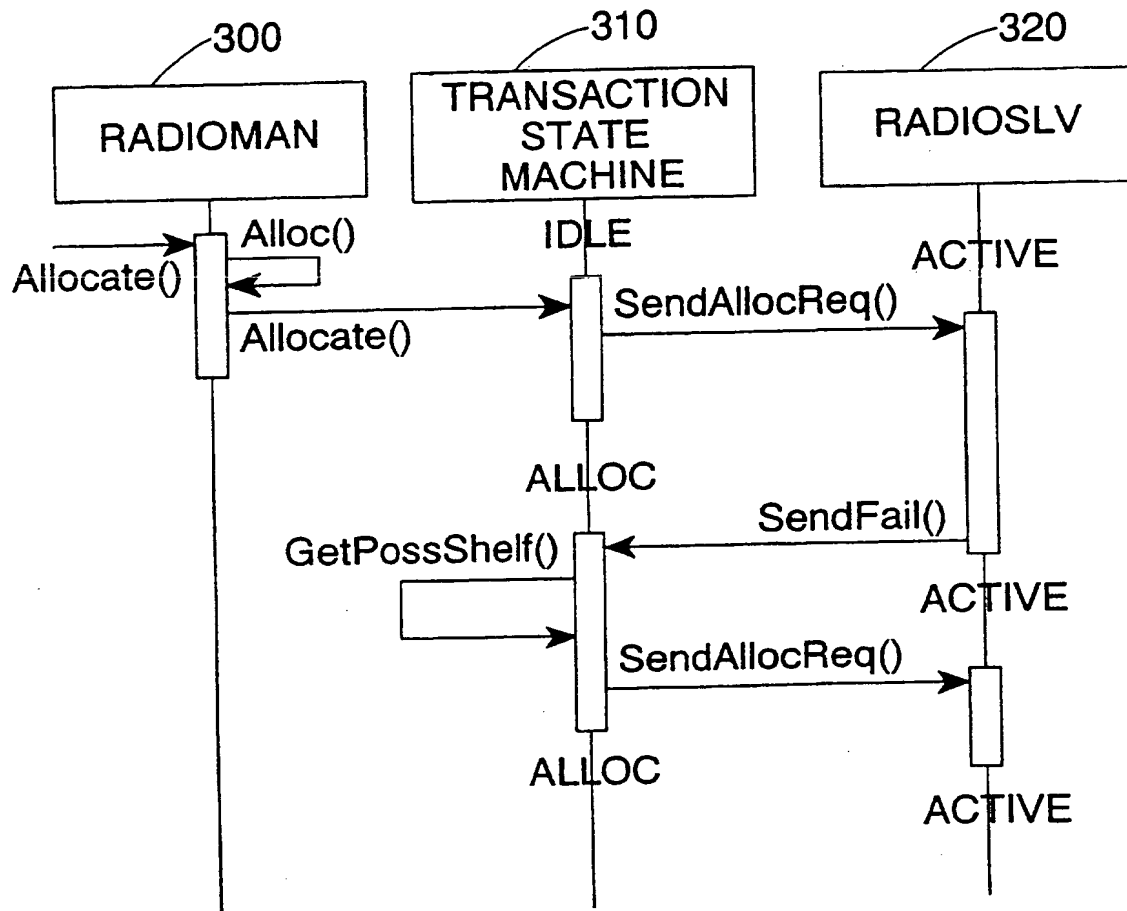 300
310
320
RADIOMAN
TRANSACTION
STATE
MACHINE
RADIOSLV
Alloc()
IDLE
ACTIVE
Allocate()
SendAllocReq()
Allocate()
ALLOC
SendFail()
GetPossShelf()
ACTIVE
SendAllocReq()
ALLOC
ACTIVE